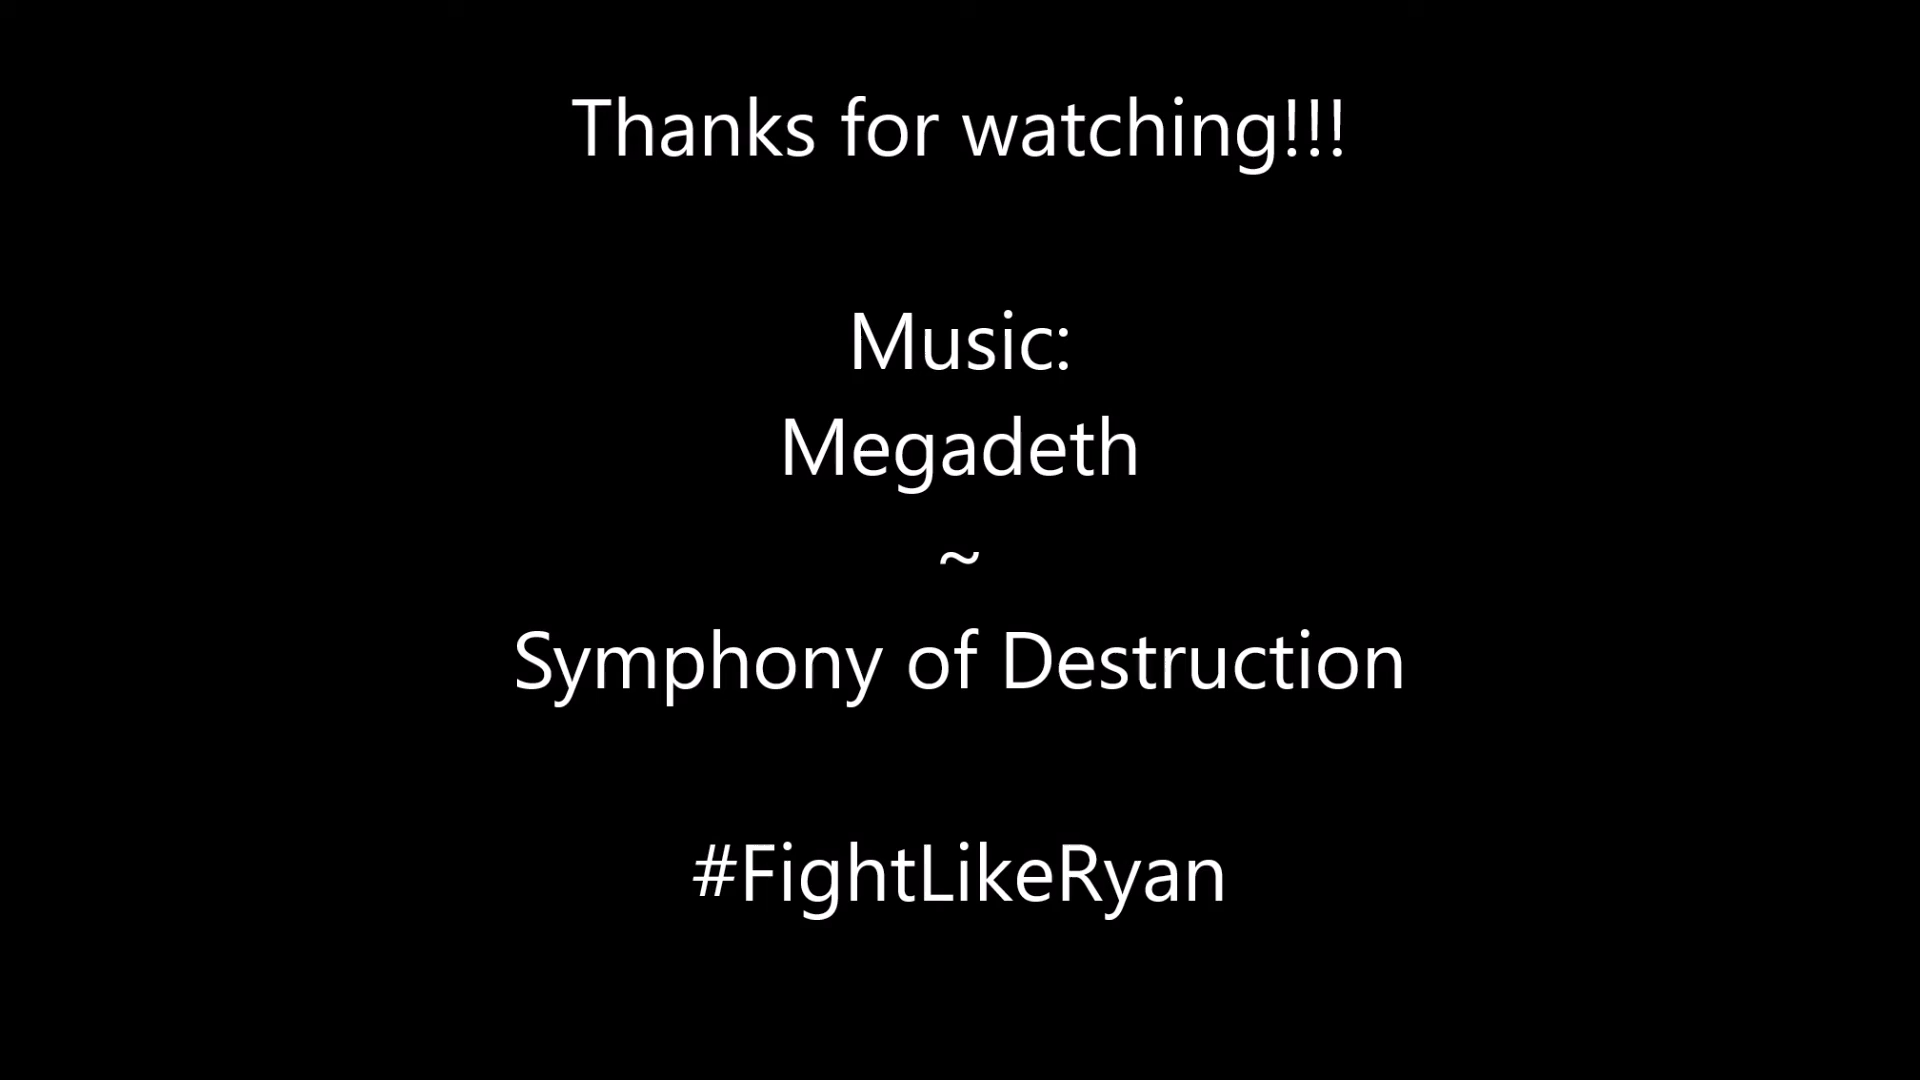 Thanks for watching!!!
Music:
Megadeth
~
Symphony of Destruction
#FightLikeRyan